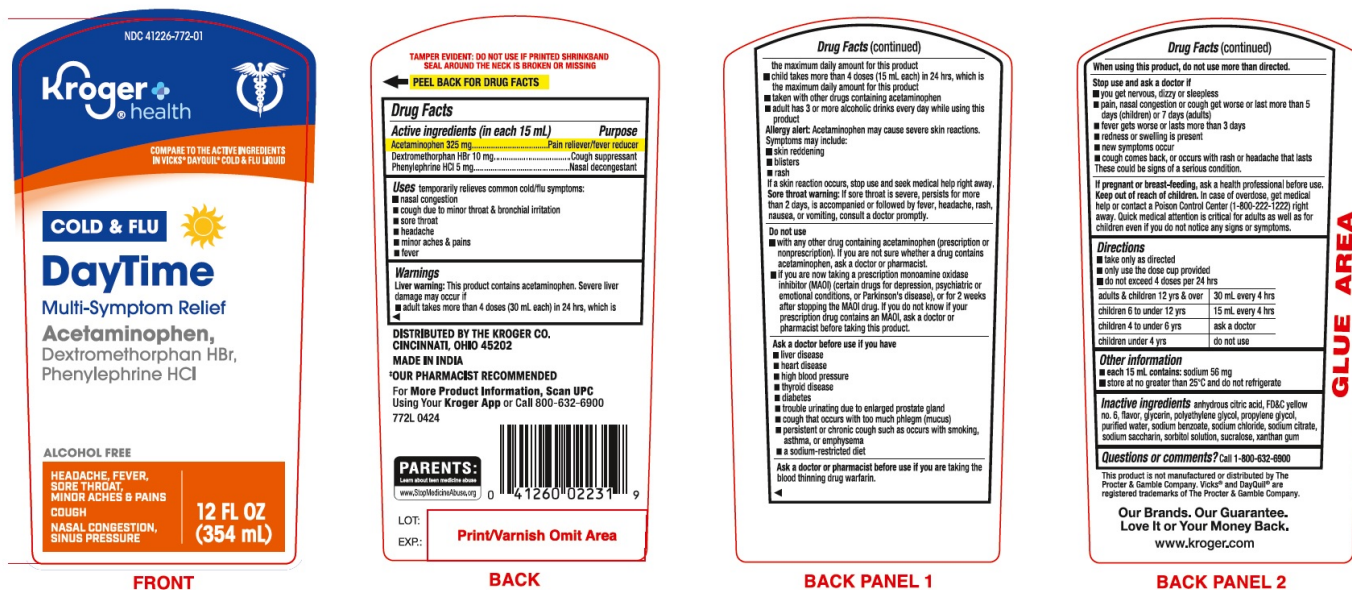 NDC 41226-772-01
Kroger
® health
COMPARE TO THE ACTIVE INGREDIENTS
IN VICKS® DAYQUIL® COLD & FLU LIQUID
COLD & FLU
DayTime
Multi-Symptom Relief
Acetaminophen,
Dextromethorphan HBr,
Phenylephrine HCl
ALCOHOL FREE
HEADACHE, FEVER,
SORE THROAT,
MINOR ACHES & PAINS
COUGH
NASAL CONGESTION,
SINUS PRESSURE
12 FL OZ
(354 mL)
FRONT
TAMPER EVIDENT: DO NOT USE IF PRINTED SHRINKBAND
SEAL AROUND THE NECK IS BROKEN OR MISSING
PEEL BACK FOR DRUG FACTS
Drug Facts
Active ingredients (in each 15 mL) Purpose
Acetaminophen 325 mg..............................Pain reliever/fever reducer
Dextromethorphan HBr 10 mg..............................Cough suppressant
Phenylephrine HCl 5 mg..............................Nasal decongestant
Uses temporarily relieves common cold/flu symptoms:
■ nasal congestion
■ cough due to minor throat & bronchial irritation
■ sore throat
■ headache
■ minor aches & pains
■ fever
Warnings
Liver warning: This product contains acetaminophen. Severe liver
damage may occur if
■ adult takes more than four doses (30 mL each) in 24 hrs, which is
DISTRIBUTED BY THE KROGER CO.
CINCINNATI, OHIO 45202
MADE IN INDIA
‡OUR PHARMACIST RECOMMENDED
For More Product Information, Scan UPC
Using Your Kroger App or Call 800-632-6900
772L 0424
PARENTS:
Learn about teen medicine abuse
www.StopMedicineAbuse.org
0 41260 02231 9
LOT:
EXP.:
Print/Varnish Omit Area
BACK
Drug Facts (continued)
the maximum daily amount for this product
■ child takes more than 4 doses (15 mL each) in 24 hrs, which is
the maximum daily amount for this product
■ taken with other drugs containing acetaminophen
■ adult has 3 or more alcoholic drinks every day while using this
product
Allergy alert: Acetaminophen may cause severe skin reactions.
Symptoms may include:
■ skin reddening
■ blisters
■ rash
If a skin reaction occurs, stop use and seek medical help right away.
Sore throat warning: If sore throat is severe, persists for more
than 2 days, is accompanied or followed by fever, headache, rash,
nausea, or vomiting, consult a doctor promptly.
Do not use
■ with any other drug containing acetaminophen (prescription or
nonprescription). If you are not sure whether a drug contains
acetaminophen, ask a doctor or pharmacist.
■ if you are now taking a prescription monoamine oxidase
inhibitor (MAOI) (certain drugs for depression, psychiatric or
emotional conditions, or Parkinson's disease), or for 2 weeks
after stopping the MAOI drug. If you do not know if your
prescription drug contains an MAOI, ask a doctor or
pharmacist before taking this product.
Ask a doctor before use if you have
■ liver disease
■ heart disease
■ high blood pressure
■ thyroid disease
■ diabetes
■ trouble urinating due to enlarged prostate gland
■ cough that occurs with too much phlegm (mucus)
■ persistent or chronic cough such as occurs with smoking,
asthma, or emphysema
■ a sodium-restricted diet
Ask a doctor or pharmacist before use if you are taking the
blood thinning drug warfarin.
BACK PANEL 1
Drug Facts (continued)
When using this product, do not use more than directed.
Stop use and ask a doctor if
■ you get nervous, dizzy or sleepless
■ pain, nasal congestion or cough get worse or last more than 5
days (children) or 7 days (adults)
■ fever gets worse or lasts more than 3 days
■ redness or swelling is present
■ new symptoms occur
■ cough comes back, or occurs with rash or headache that lasts
These could be signs of a serious condition.
If pregnant or breast-feeding, ask a health professional before use.
Keep out of reach of children. In case of overdose, get medical
help or contact a Poison Control Center (1-800-222-1222) right
away. Quick medical attention is critical for adults as well as for
children even if you do not notice any signs or symptoms.
Directions
■ take only as directed
■ only use the dose cup provided
■ do not exceed 4 doses per 24 hrs
adults & children 12 yrs & over 30 mL every 4 hrs
children 6 to under 12 yrs 15 mL every 4 hrs
children 4 to under 6 yrs ask a doctor
children under 4 yrs do not use
Other information
■ each 15 mL contains: sodium 56 mg
■ store at no greater than 25°C and do not refrigerate
Inactive ingredients anhydrous citric acid, FD&C yellow
no. 6, flavor, glycerin, polyethylene glycol, propylene glycol,
purified water, sodium benzoate, sodium chloride, sodium citrate,
sodium saccharin, sorbitol solution, sucralose, xanthan gum
Questions or comments? Call 1-800-632-6900
This product is not manufactured or distributed by The
Procter & Gamble Company. Vicks® and DayQuil® are
registered trademarks of The Procter & Gamble Company.
Our Brands. Our Guarantee.
Love It or Your Money Back.
www.kroger.com
BACK PANEL 2
GLUE AREA